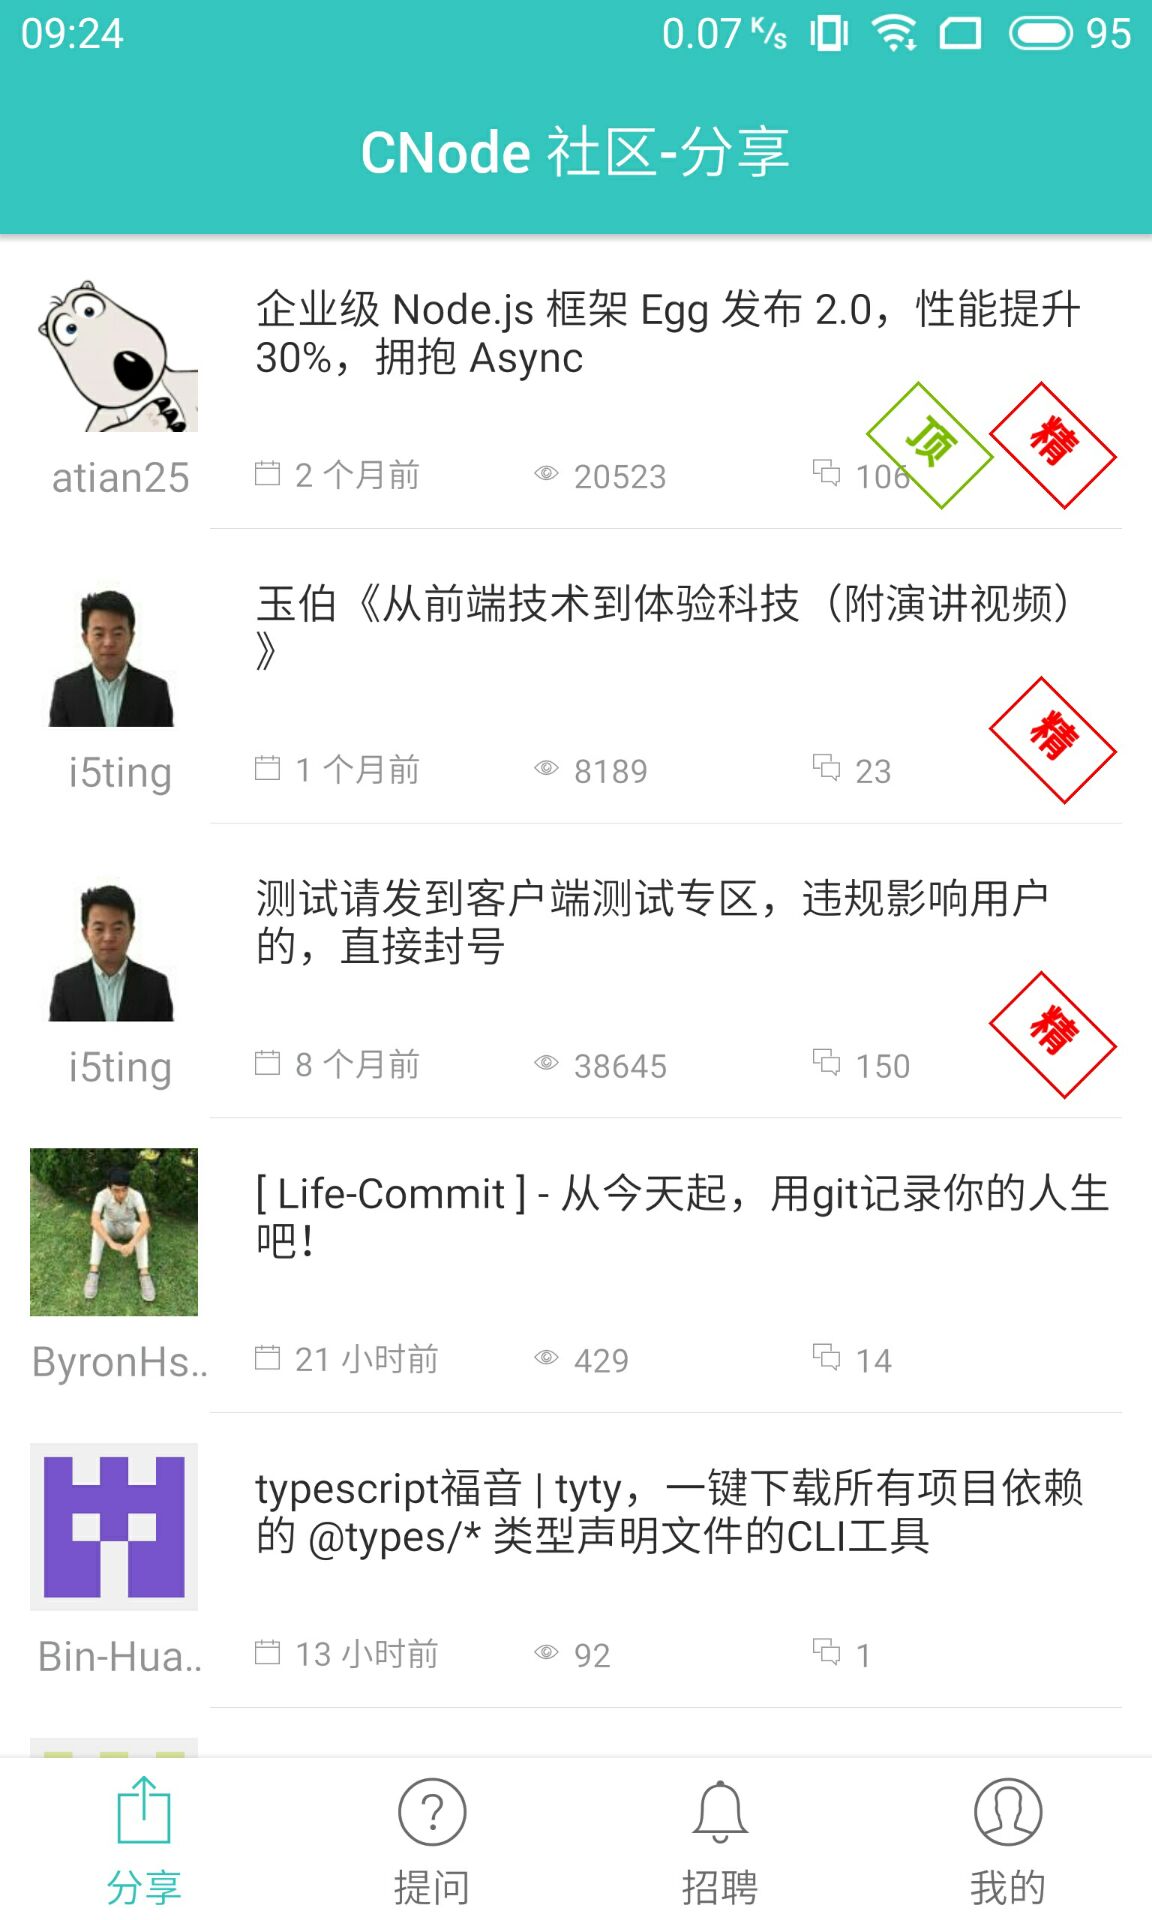 09:24 0.07 K/s 95
CNode 社区-分享
企业级 Node.js 框架 Egg 发布 2.0，性能提升
30%，拥抱 Async
顶 精
atian25 2 个月前 20523 106
玉伯《从前端技术到体验科技（附演讲视频）
》
精
i5ting 1 个月前 8189 23
测试请发到客户端测试专区，违规影响用户
的，直接封号
精
i5ting 8 个月前 38645 150
[ Life-Commit ] - 从今天起，用git记录你的人生
吧！
ByronHs.. 21 小时前 429 14
typescript福音 | tyty，一键下载所有项目依赖
的 @types/* 类型声明文件的CLI工具
Bin-Hua.. 13 小时前 92 1
分享 提问 招聘 我的